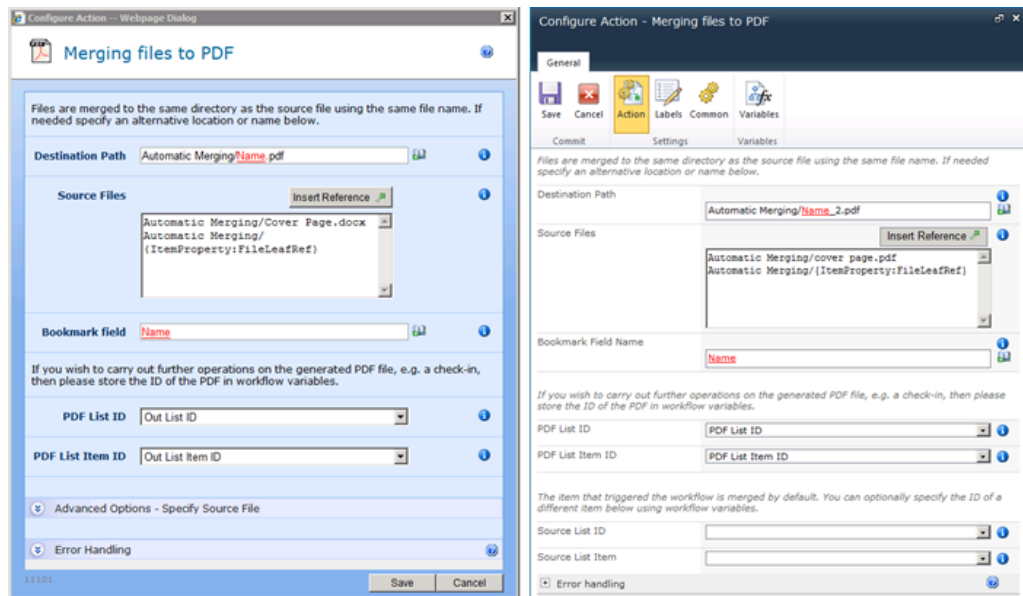 Configure Action -- Webpage Dialog
Merging files to PDF
Files are merged to the same directory as the source file using the same file name. If
needed specify an alternative location or name below.
Destination Path Automatic Merging/Name.pdf
Source Files Insert Reference
Automatic Merging/Cover Page.docx
Automatic Merging/
{ItemProperty:FileLeafRef}
Bookmark field Name
If you wish to carry out further operations on the generated PDF file, e.g. a check-in,
then please store the ID of the PDF in workflow variables.
PDF List ID Out List ID
PDF List Item ID Out List Item ID
Advanced Options - Specify Source File
Error Handling
11101
Save Cancel
Configure Action - Merging files to PDF
General
Save Cancel Action Labels Common Variables
Commit Settings Variables
Files are merged to the same directory as the source file using the same file name. If needed
specify an alternative location or name below.
Destination Path
Automatic Merging/Name_2.pdf
Source Files Insert Reference
Automatic Merging/cover page.pdf
Automatic Merging/{ItemProperty:FileLeafRef}
Bookmark Field Name
Name
If you wish to carry out further operations on the generated PDF file, e.g. a check-in, then please
store the ID of the PDF in workflow variables.
PDF List ID PDF List ID
PDF List Item ID PDF List Item ID
The item that triggered the workflow is merged by default. You can optionally specify the ID of a
different item below using workflow variables.
Source List ID
Source List Item
Error handling